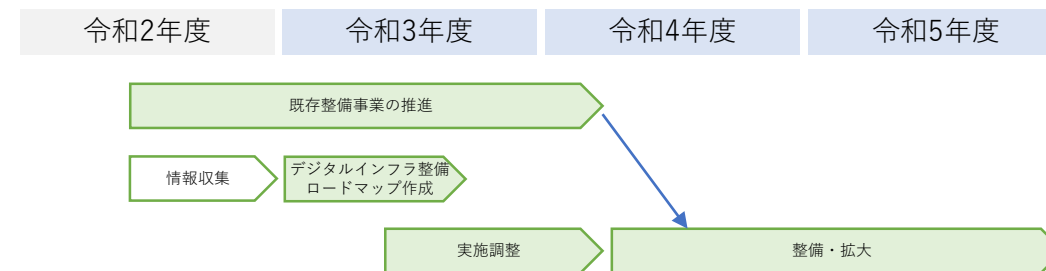 令和2年度
令和3年度
令和4年度
令和5年度
既存整備事業の推進
情報収集
デジタルインフラ整備
ロードマップ作成
実施調整
整備・拡大